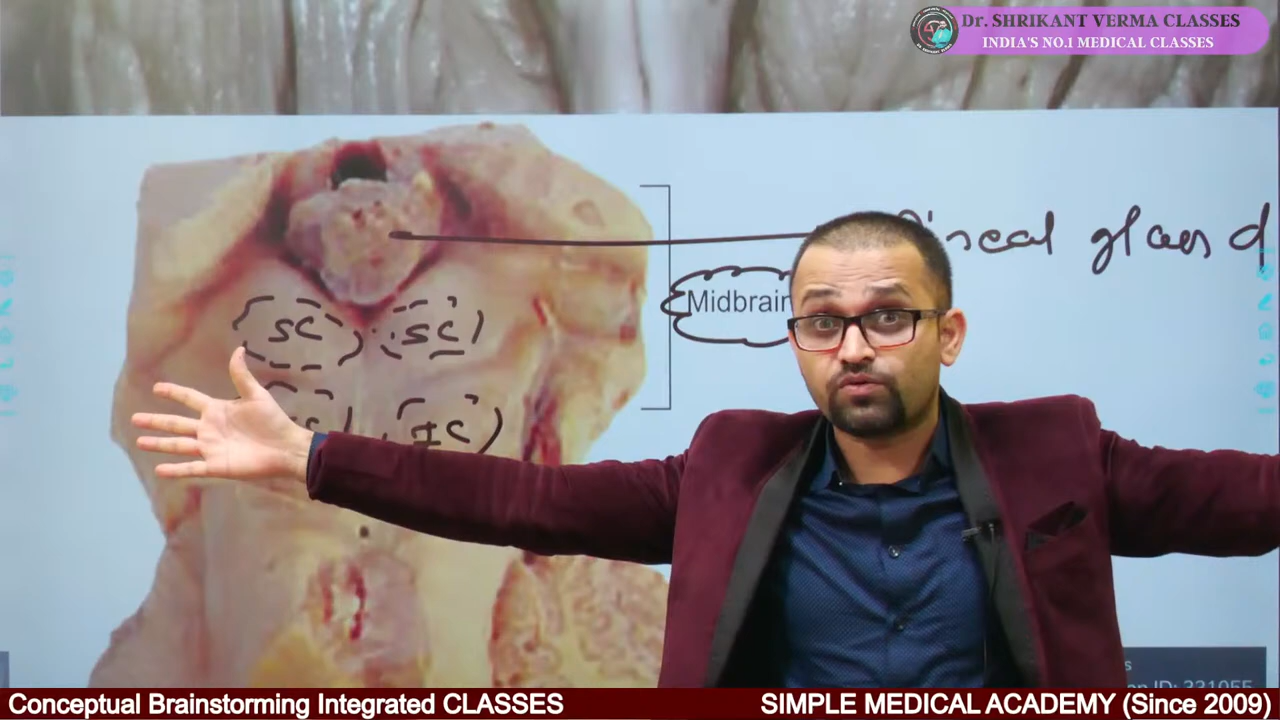 Dr. SHRIKANT VERMA CLASSES
INDIA'S NO.1 MEDICAL CLASSES
gland
SC SC
Midbrain
IC
Conceptual Brainstorming Integrated CLASSES
SIMPLE MEDICAL ACADEMY (Since 2009)